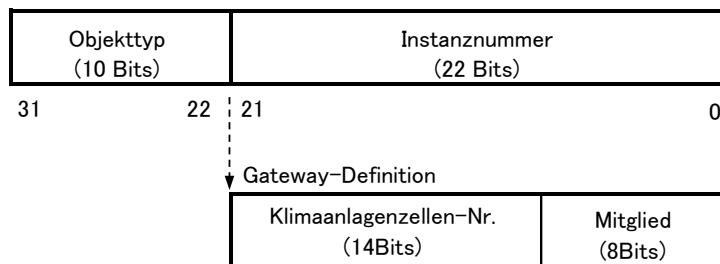 Objekttyp
(10 Bits)
Instanznummer
(22 Bits)
31
22
21
0
Gateway-Definition
Klimaanlagenzellen-Nr.
(14Bits)
Mitglied
(8Bits)